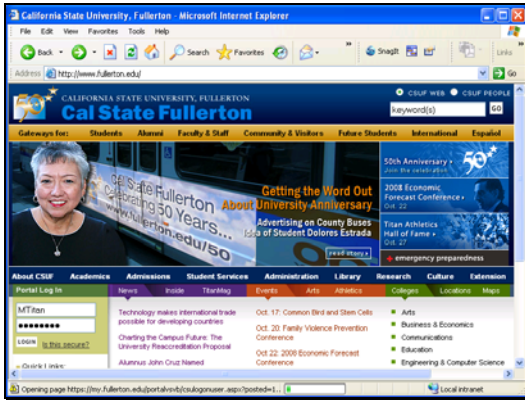 California State University, Fullerton - Microsoft Internet Explorer
File Edit View Favorites Tools Help
Back Search Favorites SnagIt Links
Address http://www.fullerton.edu/ Go
CSUF WEB CSUF PEOPLE
CALIFORNIA STATE UNIVERSITY, FULLERTON
Cal State Fullerton
keyword(s) GO
Gateways for: Students Alumni Faculty & Staff Community & Visitors Future Students International Español
Cal State Fullerton
Celebrating 50 Years...
www.fullerton.edu/50
Getting the Word Out
About University Anniversary
Advertising on County Buses
Idea of Student Dolores Estrada
read story
50th Anniversary
Join the celebration
50
2008 Economic
Forecast Conference
Oct. 22
Titan Athletics
Hall of Fame
Oct. 27
emergency preparedness
About CSUF Academics Admissions Student Services Administration Library Research Culture Extension
Portal Log In News Inside TitanMag Events Arts Athletics Colleges Locations Maps
MTitan
LOGIN Is this secure?
Quick Links:
Technology makes international trade
possible for developing countries
Charting the Campus Future: The
University Reaccreditation Proposal
Alumnus John Cruz Named
Oct. 17: Common Bird and Stem Cells
Oct. 20: Family Violence Prevention
Conference
Oct 22: 2008 Economic Forecast
Conference
Arts
Business & Economics
Communications
Education
Engineering & Computer Science
Opening page https://my.fullerton.edu/portalvsvb/csulogonuser.aspx?posted=1... Local intranet